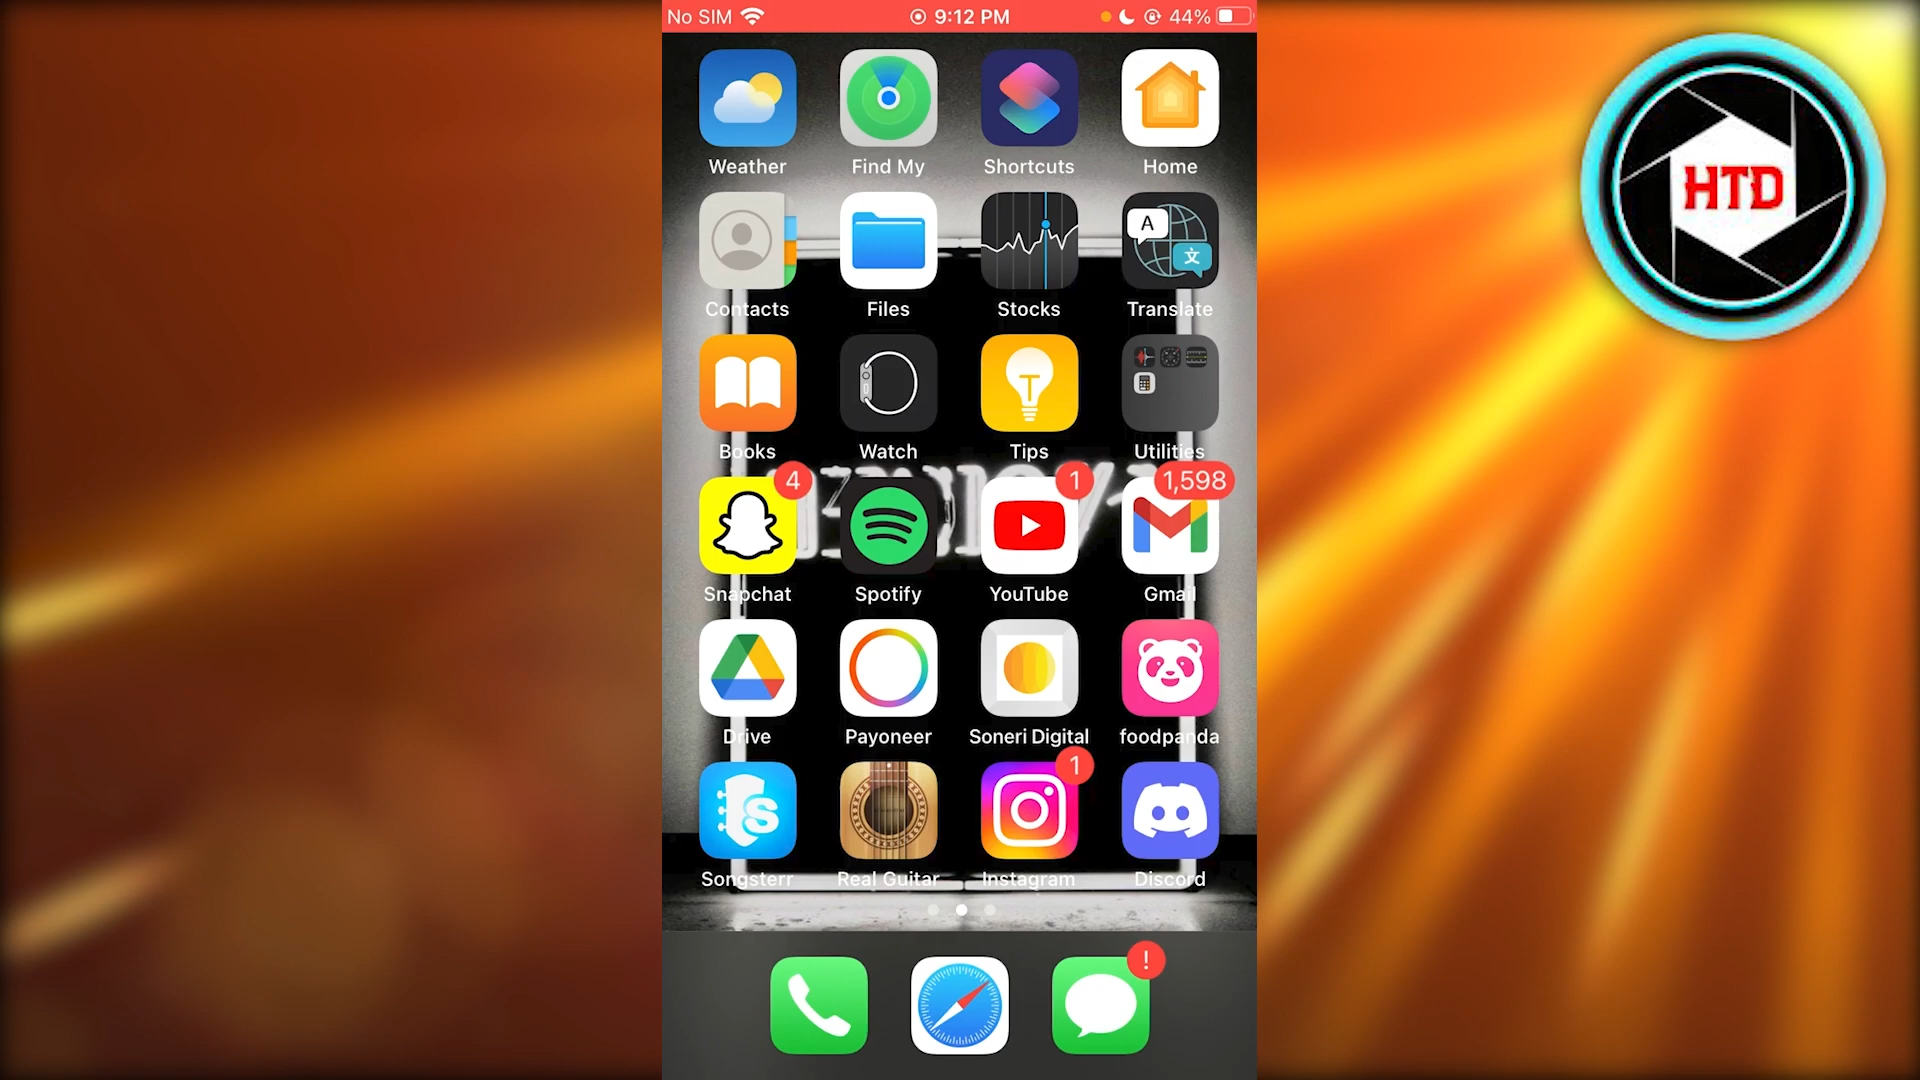 No SIM 9:12 PM 44%
Weather Find My Shortcuts Home
A 文
Contacts Files Stocks Translate
Books Watch Tips Utilities
4 1 1,598
Snapchat Spotify YouTube Gmail
Drive Payoneer Soneri Digital foodpanda
1
S
Songsterr Real Guitar Instagram Discord
!
HTD